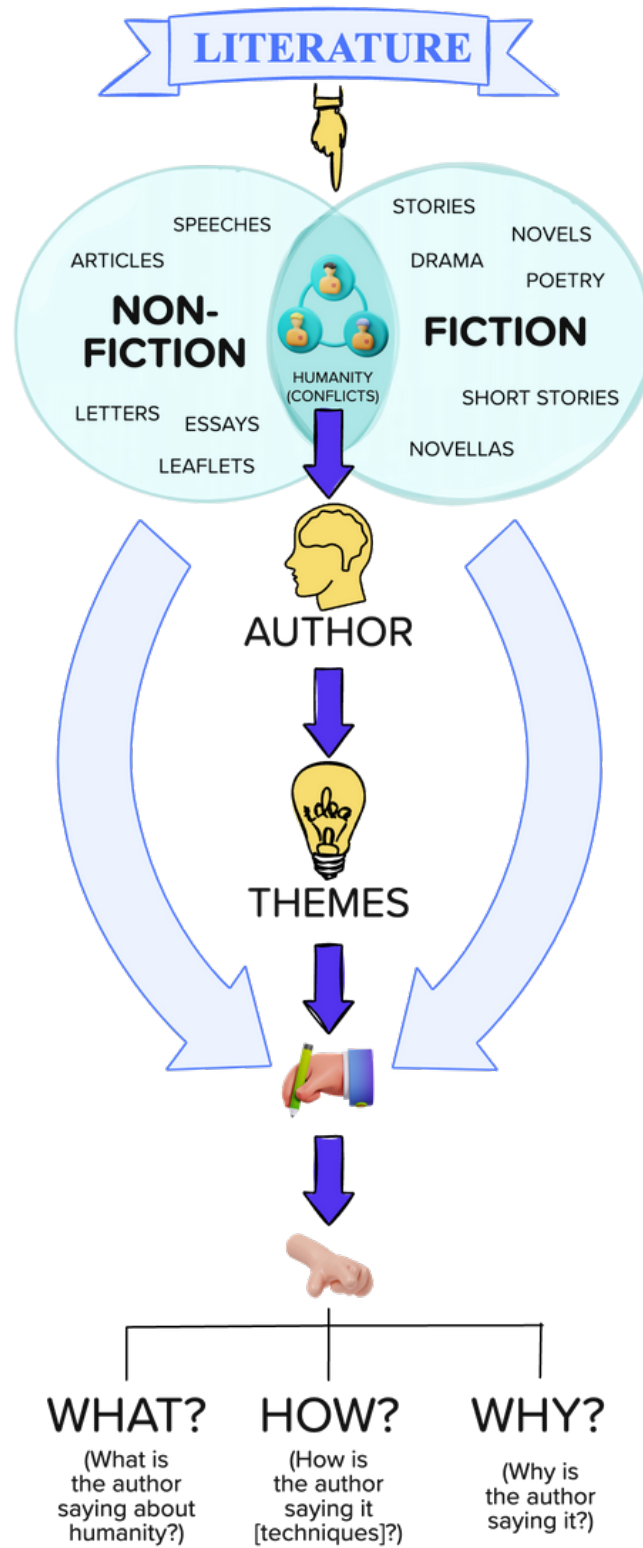 LITERATURE
SPEECHES
ARTICLES
NON-
FICTION
LETTERS
ESSAYS
LEAFLETS
HUMANITY
(CONFLICTS)
STORIES
NOVELS
DRAMA
POETRY
FICTION
SHORT STORIES
NOVELLAS
AUTHOR
idea
THEMES
WHAT?
(What is
the author
saying about
humanity?)
HOW?
(How is
the author
saying it
[techniques]?)
WHY?
(Why is
the author
saying it?)